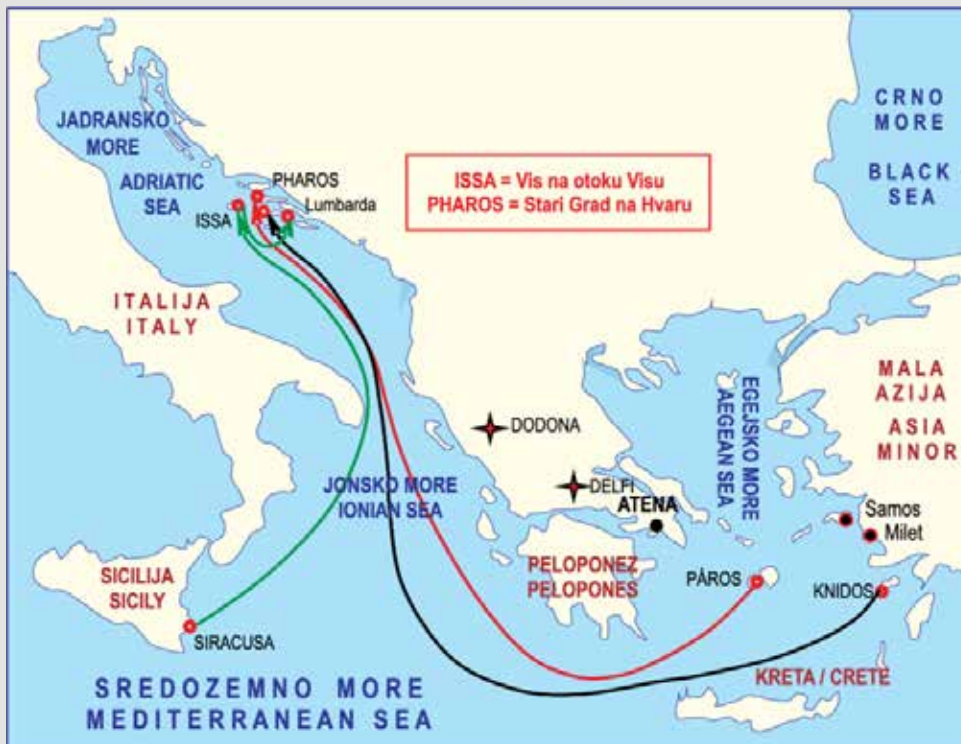 JADRANSKO
MORE
ADRIATIC
SEA
PHAROS
Lumbarda
ISSA
ISSA = Vis na otoku Visu
PHAROS = Stari Grad na Hvaru
CRNO
MORE
BLACK
SEA
ITALIJA
ITALY
MALA
AZIJA
ASIA
MINOR
EGEJSKO MORE
AEGEAN SEA
DODONA
DELFI
ATENA
JONSKO MORE
IONIAN SEA
Samos
Milet
SICILIJA
SICILY
PELOPONEZ
PELOPONES
PÂROS
KNIDOS
SIRACUSA
KRETA / CRETE
SREDOZEMNO MORE
MEDITERRANEAN SEA